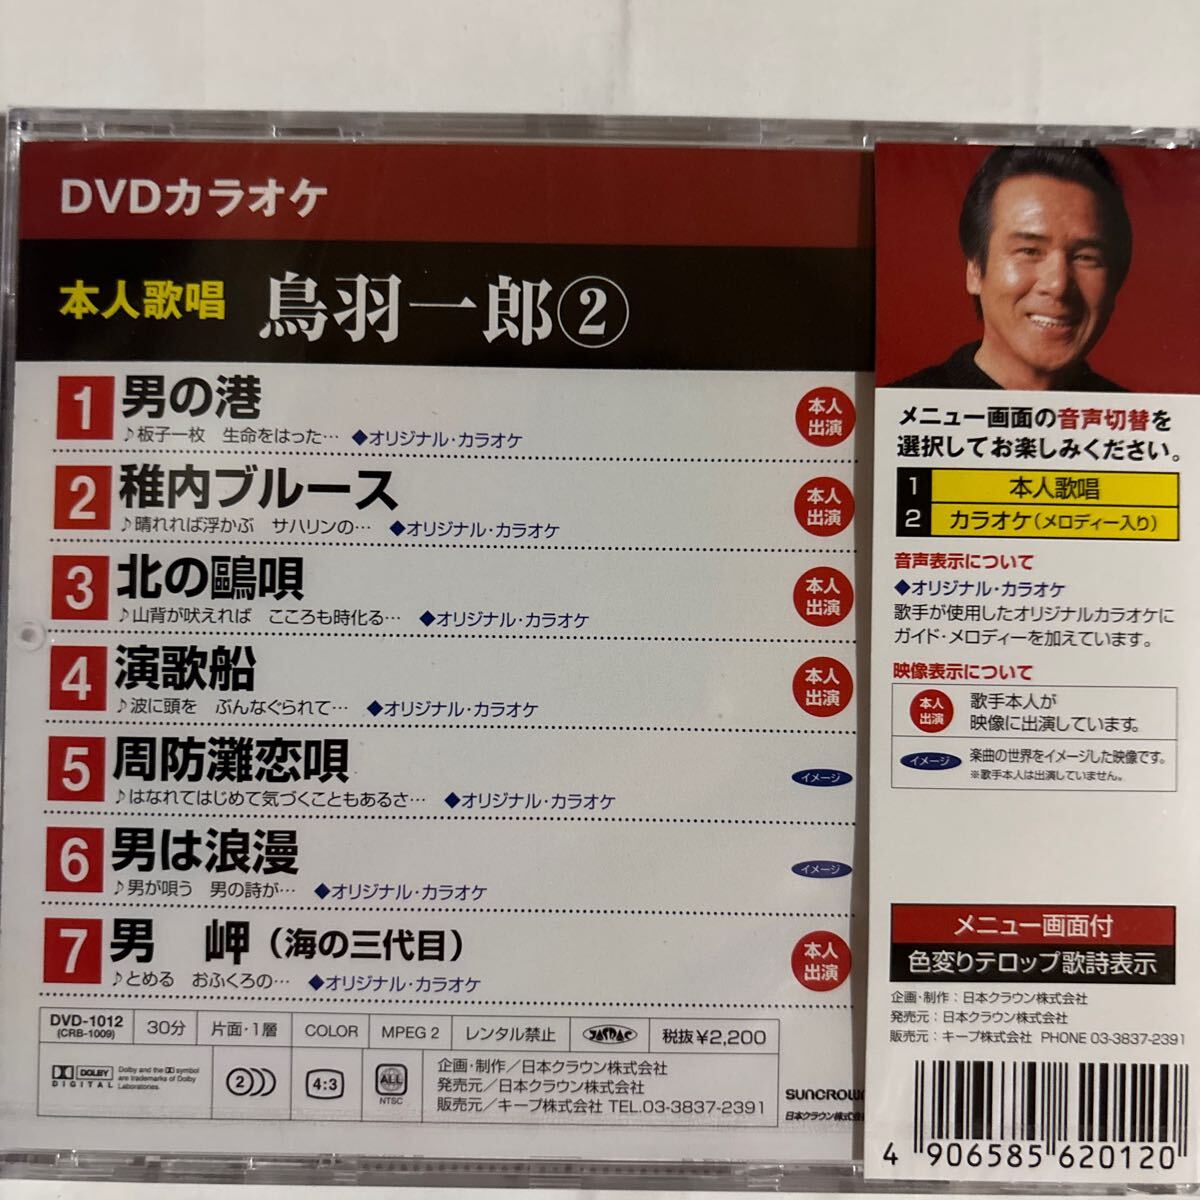 DVDカラオケ
本人歌唱 鳥羽一郎②
1 男の港
♪板子一枚 生命をはった… ◆オリジナル・カラオケ
本人出演
2 稚内ブルース
♪晴れれば浮かぶ サハリンの… ◆オリジナル・カラオケ
本人出演
3 北の鷗唄
♪山背が吠えれば こころも時化る… ◆オリジナル・カラオケ
本人出演
4 演歌船
♪波に頭を ぶんなぐられて… ◆オリジナル・カラオケ
本人出演
5 周防灘恋唄
♪はなれてはじめて気づくこともあるさ… ◆オリジナル・カラオケ
イメージ
6 男は浪漫
♪男が唄う 男の詩が… ◆オリジナル・カラオケ
イメージ
7 男 岬（海の三代目）
♪とめる おふくろの… ◆オリジナル・カラオケ
本人出演
DVD-1012
(CRB-1009)
30分
片面・1層
COLOR
MPEG 2
レンタル禁止
JASRAC
税抜¥2,200
DOLBY
DIGITAL
Dolby and the DD symbol
are trademarks of Dolby
Laboratories.
2
4:3
ALL
NTSC
企画・制作／日本クラウン株式会社
発売元／日本クラウン株式会社
販売元／キープ株式会社 TEL.03-3837-2391
SUNCROWN
日本クラウン株式会
メニュー画面の音声切替を
選択してお楽しみください。
1 本人歌唱
2 カラオケ（メロディー入り）
音声表示について
◆オリジナル・カラオケ
歌手が使用したオリジナルカラオケに
ガイド・メロディーを加えています。
映像表示について
本人出演
歌手本人が
映像に出演しています。
イメージ
楽曲の世界をイメージした映像です。
※歌手本人は出演していません。
メニュー画面付
色変りテロップ歌詩表示
企画・制作：日本クラウン株式会社
発売元：日本クラウン株式会社
販売元：キープ株式会社 PHONE 03-3837-2391
4 906585 620120